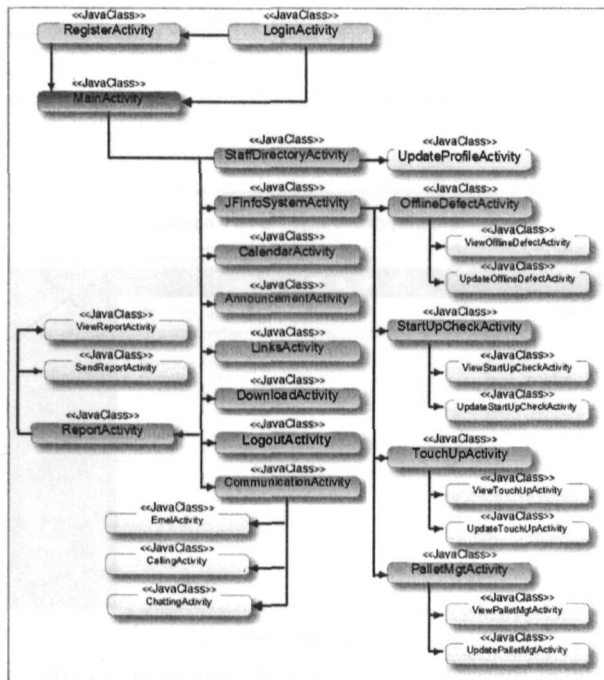 <<JavaClass>>
RegisterActivity
<<JavaClass>>
LoginActivity
<<JavaClass>>
MainActivity
<<JavaClass>>
StaffDirectoryActivity
<<JavaClass>>
UpdateProfileActivity
<<JavaClass>>
JFInfoSystemActivity
<<JavaClass>>
OfflineDefectActivity
<<JavaClass>>
ViewOfflineDefectActivity
<<JavaClass>>
UpdateOfflineDefectActivity
<<JavaClass>>
CalendarActivity
<<JavaClass>>
AnnouncementActivity
<<JavaClass>>
ViewReportActivity
<<JavaClass>>
SendReportActivity
<<JavaClass>>
ReportActivity
<<JavaClass>>
LinksActivity
<<JavaClass>>
DownloadActivity
<<JavaClass>>
LogoutActivity
<<JavaClass>>
CommunicationActivity
<<JavaClass>>
EmelActivity
<<JavaClass>>
CallingActivity
<<JavaClass>>
ChattingActivity
<<JavaClass>>
StartUpCheckActivity
<<JavaClass>>
ViewStartUpCheckActivity
<<JavaClass>>
UpdateStartUpCheckActivity
<<JavaClass>>
TouchUpActivity
<<JavaClass>>
ViewTouchUpActivity
<<JavaClass>>
UpdateTouchUpActivity
<<JavaClass>>
PalletMgtActivity
<<JavaClass>>
ViewPalletMgtActivity
<<JavaClass>>
UpdatePalletMgtActivity